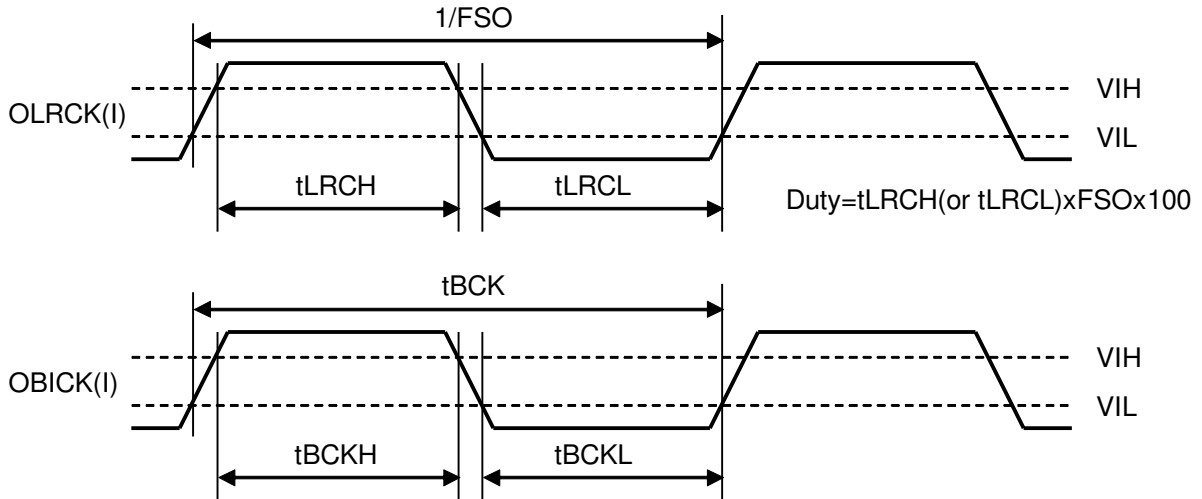 1/FSO
VIH
OLRCK(I)
VIL
tLRCH
tLRCL
Duty=tLRCH(or tLRCL)xFSOx100
tBCK
VIH
OBICK(I)
VIL
tBCKH
tBCKL